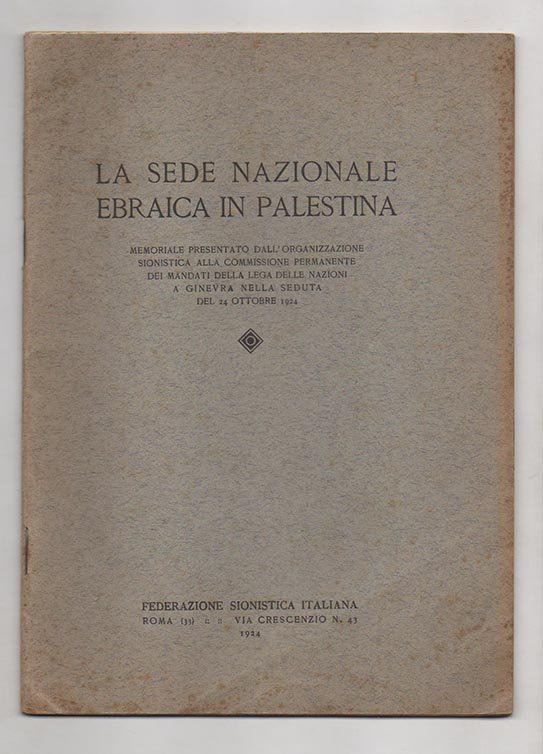 LA SEDE NAZIONALE
EBRAICA IN PALESTINA
MEMORIALE PRESENTATO DALL'ORGANIZZAZIONE
SIONISTICA ALLA COMMISSIONE PERMANENTE
DEI MANDATI DELLA LEGA DELLE NAZIONI
A GINEVRA NELLA SEDUTA
DEL 24 OTTOBRE 1924
FEDERAZIONE SIONISTICA ITALIANA
ROMA (33) :: :: VIA CRESCENZIO N. 43
1924